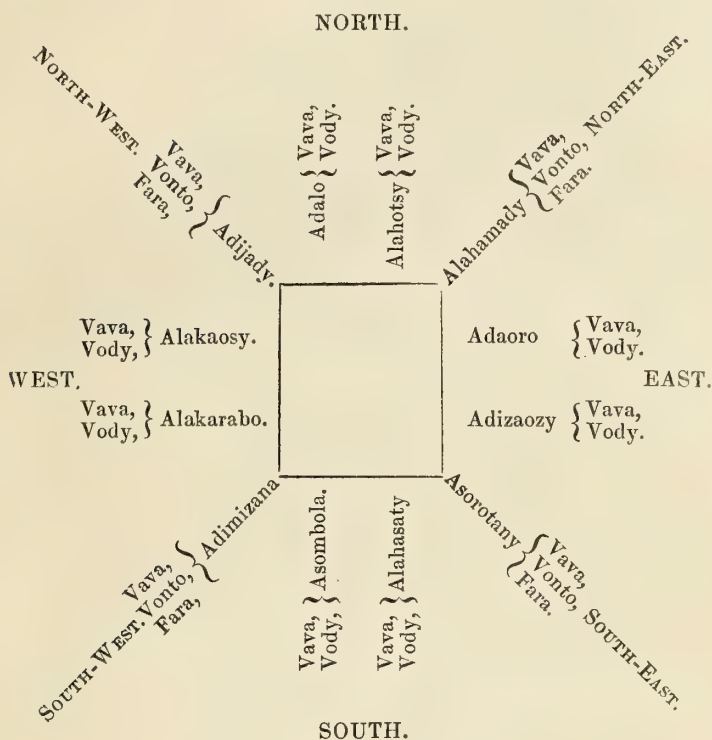 NORTH.
NORTH-WEST.
Vava,
Vonto,
Fara,
Adijady.
Adalo
Vava,
Vody.
Alahotsy
Vava,
Vody.
Alahamady
Vava,
Vonto,
Fara.
NORTH-EAST.
Vava,
Vody,
Alakaosy.
Adaoro
Vava,
Vody.
WEST.
EAST.
Vava,
Vody,
Alakarabo.
Adizaozy
Vava,
Vody.
SOUTH-WEST.
Vava,
Vonto,
Fara,
Adimizana
Vava,
Vody,
Asombola.
Vava,
Vody,
Alahasaty
Asorotany
Vava,
Vonto,
Fara.
SOUTH-EAST.
SOUTH.